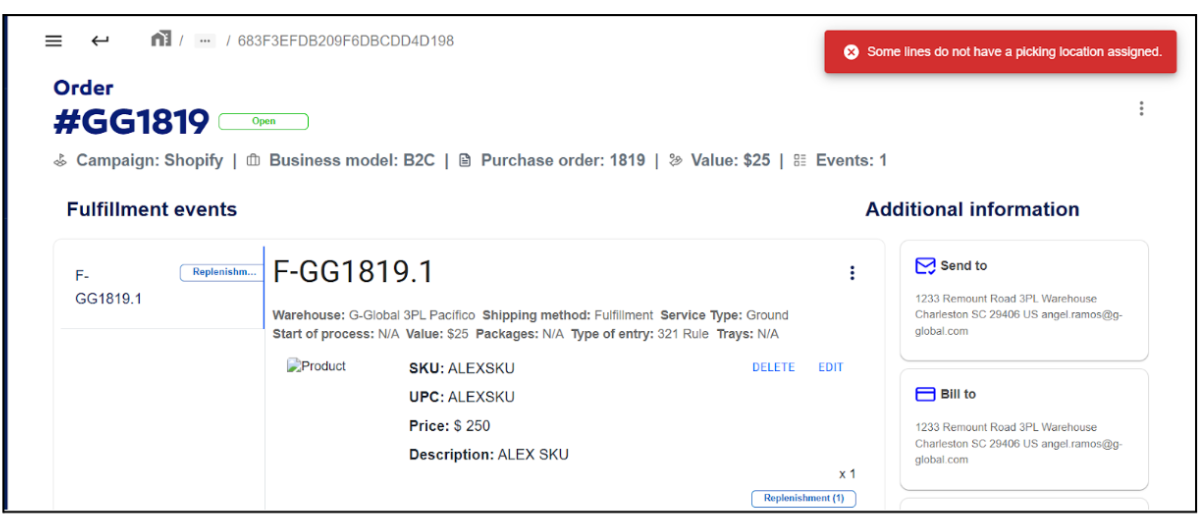 / ... / 683F3EFDB209F6DBCDD4D198
Some lines do not have a picking location assigned.
Order
#GG1819 Open
Campaign: Shopify | Business model: B2C | Purchase order: 1819 | Value: $25 | Events: 1
Fulfillment events
F-
GG1819.1
Replenishm...
F-GG1819.1
Warehouse: G-Global 3PL Pacífico Shipping method: Fulfillment Service Type: Ground
Start of process: N/A Value: $25 Packages: N/A Type of entry: 321 Rule Trays: N/A
Product
SKU: ALEXSKU
DELETE EDIT
UPC: ALEXSKU
Price: $ 250
Description: ALEX SKU
x 1
Replenishment (1)
Additional information
Send to
1233 Remount Road 3PL Warehouse
Charleston SC 29406 US angel.ramos@g-
global.com
Bill to
1233 Remount Road 3PL Warehouse
Charleston SC 29406 US angel.ramos@g-
global.com